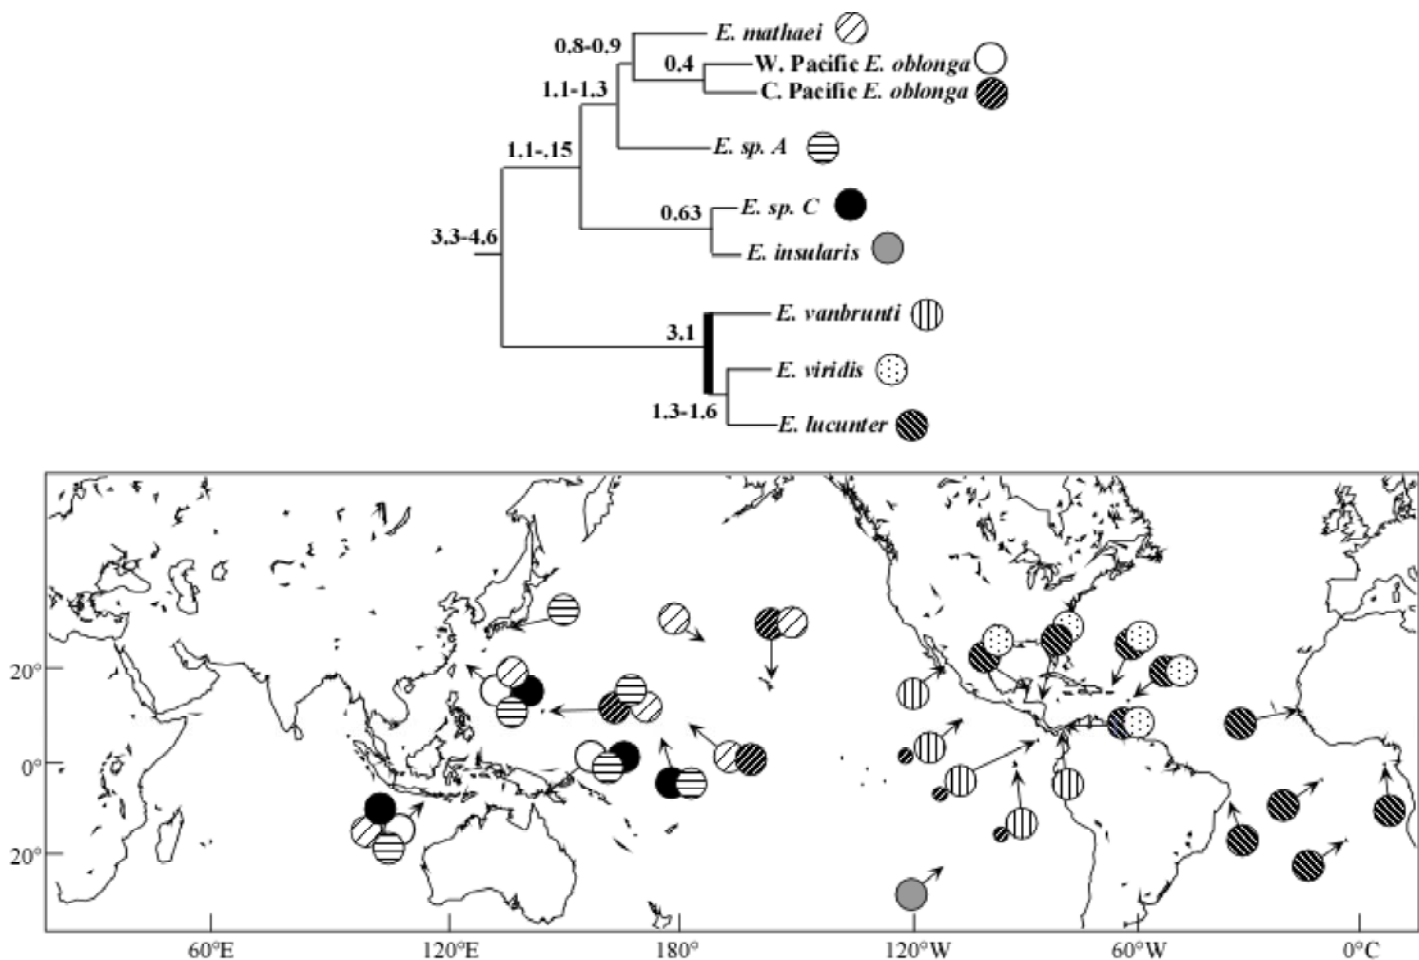 E. mathaei
0.8-0.9
W. Pacific E. oblonga
0.4
C. Pacific E. oblonga
1.1-1.3
E. sp. A
1.1-.15
E. sp. C
0.63
3.3-4.6
E. insularis
E. vanbrunti
3.1
E. viridis
1.3-1.6
E. lucunter
20°
0°
20°
60°E
120°E
180°
120°W
60°W
0°C